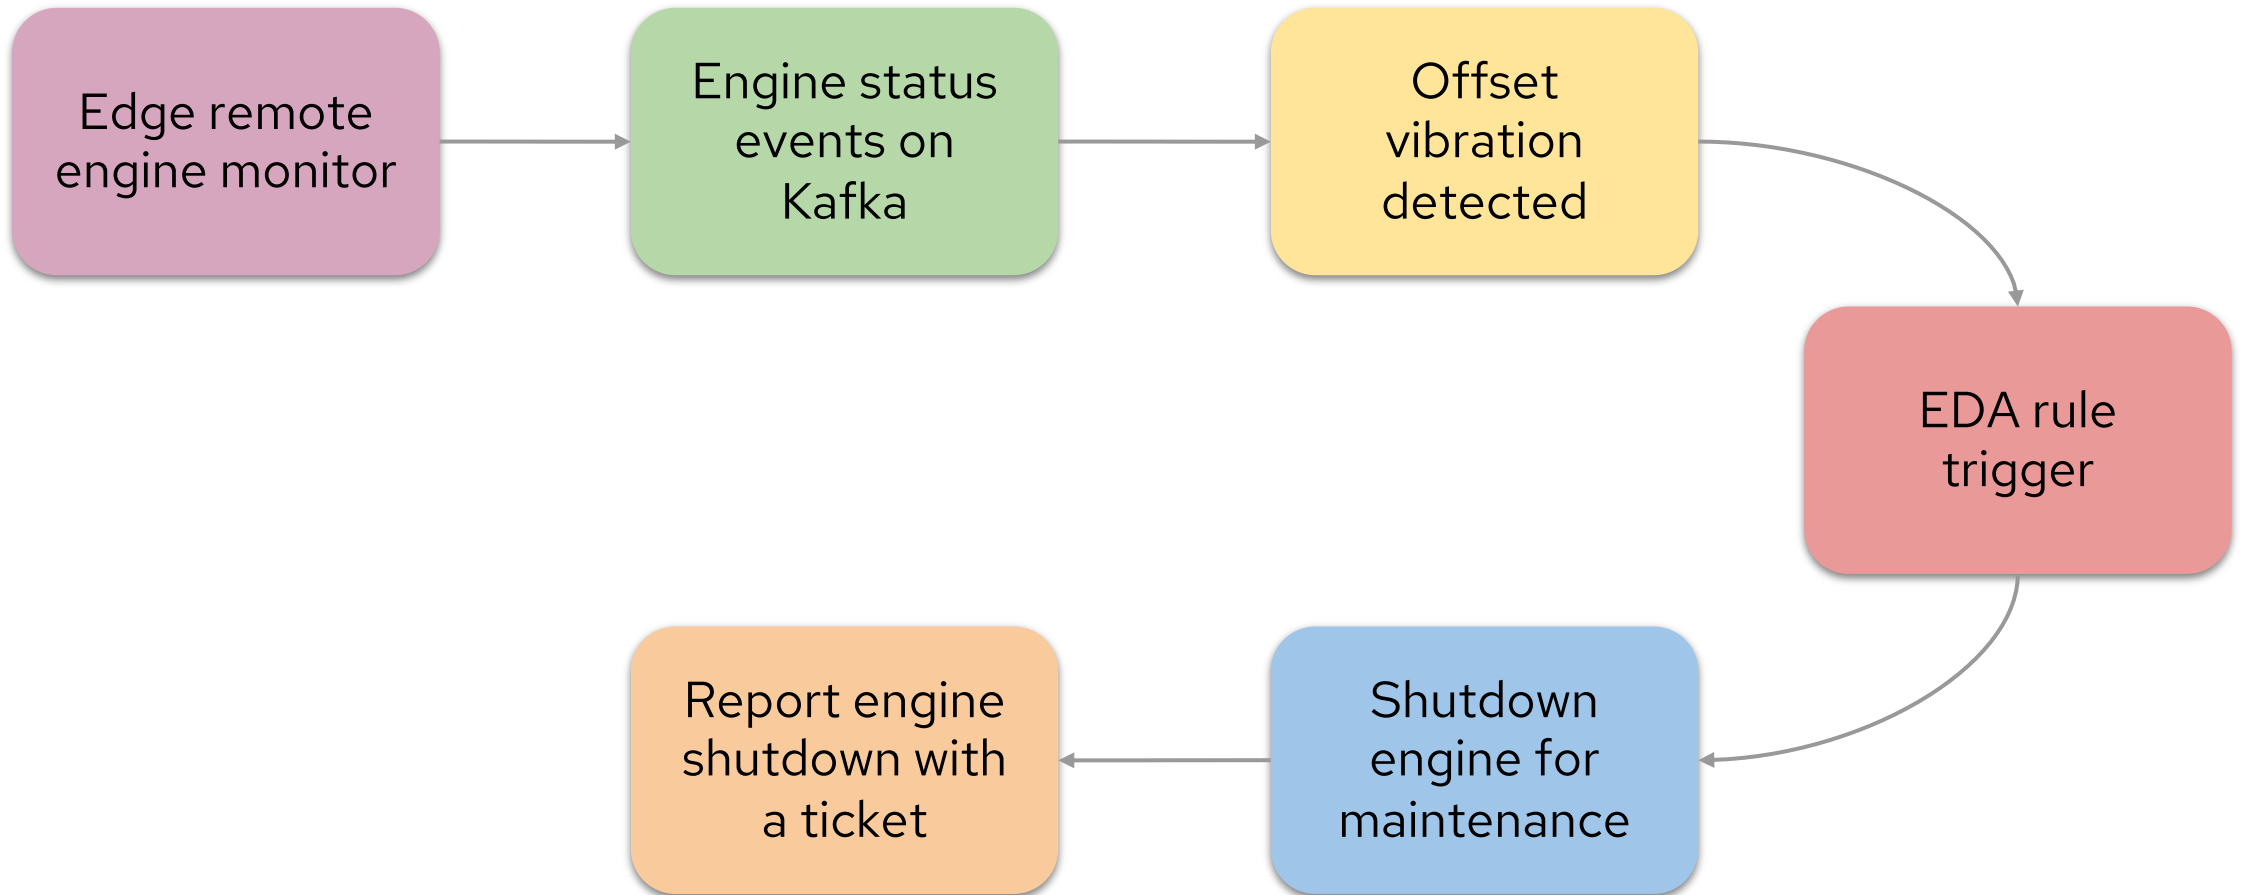 Edge remote
engine monitor
Engine status
events on
Kafka
Offset
vibration
detected
EDA rule
trigger
Shutdown
engine for
maintenance
Report engine
shutdown with
a ticket